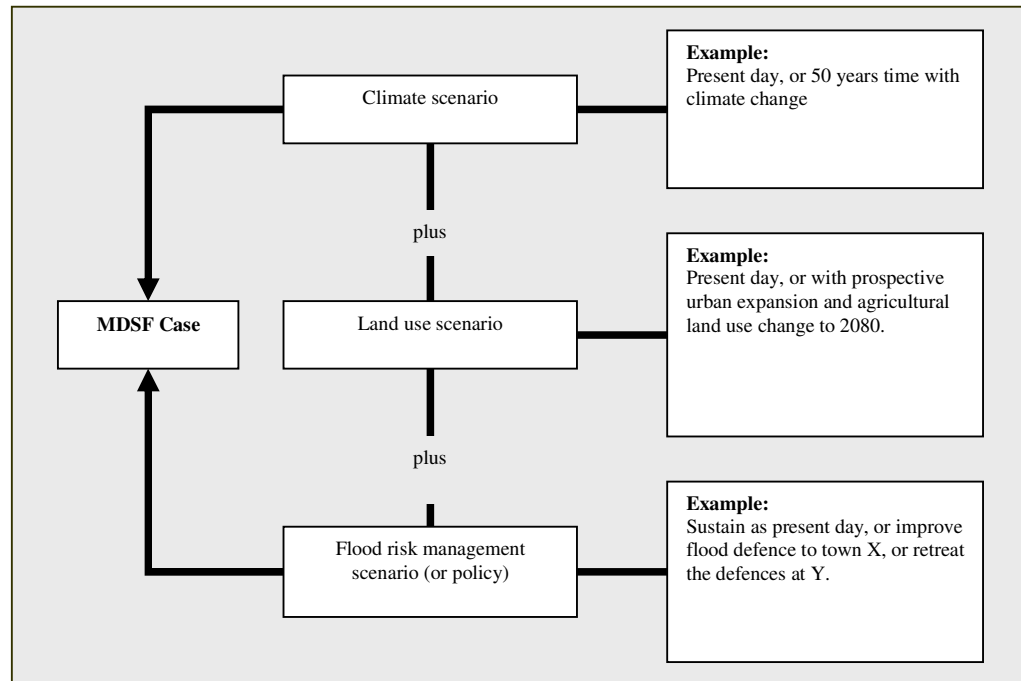 Climate scenario
Example:
Present day, or 50 years time with
climate change
plus
MDSF Case
Land use scenario
Example:
Present day, or with prospective
urban expansion and agricultural
land use change to 2080.
plus
Flood risk management
scenario (or policy)
Example:
Sustain as present day, or improve
flood defence to town X, or retreat
the defences at Y.